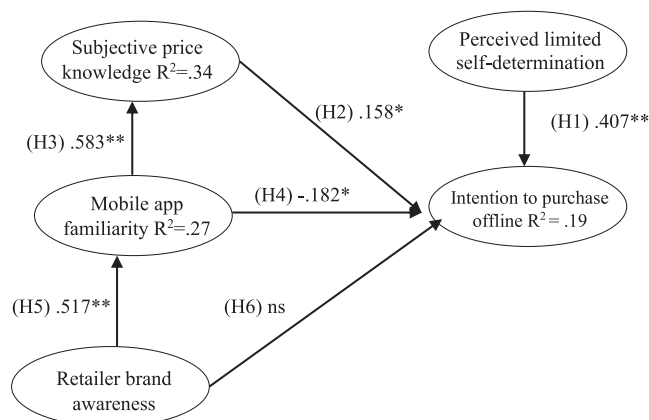 Subjective price
knowledge R²=.34
Perceived limited
self-determination
(H2) .158*
(H1) .407**
(H3) .583**
(H4) -.182*
Mobile app
familiarity R²=.27
Intention to purchase
offline R² = .19
(H5) .517**
(H6) ns
Retailer brand
awareness